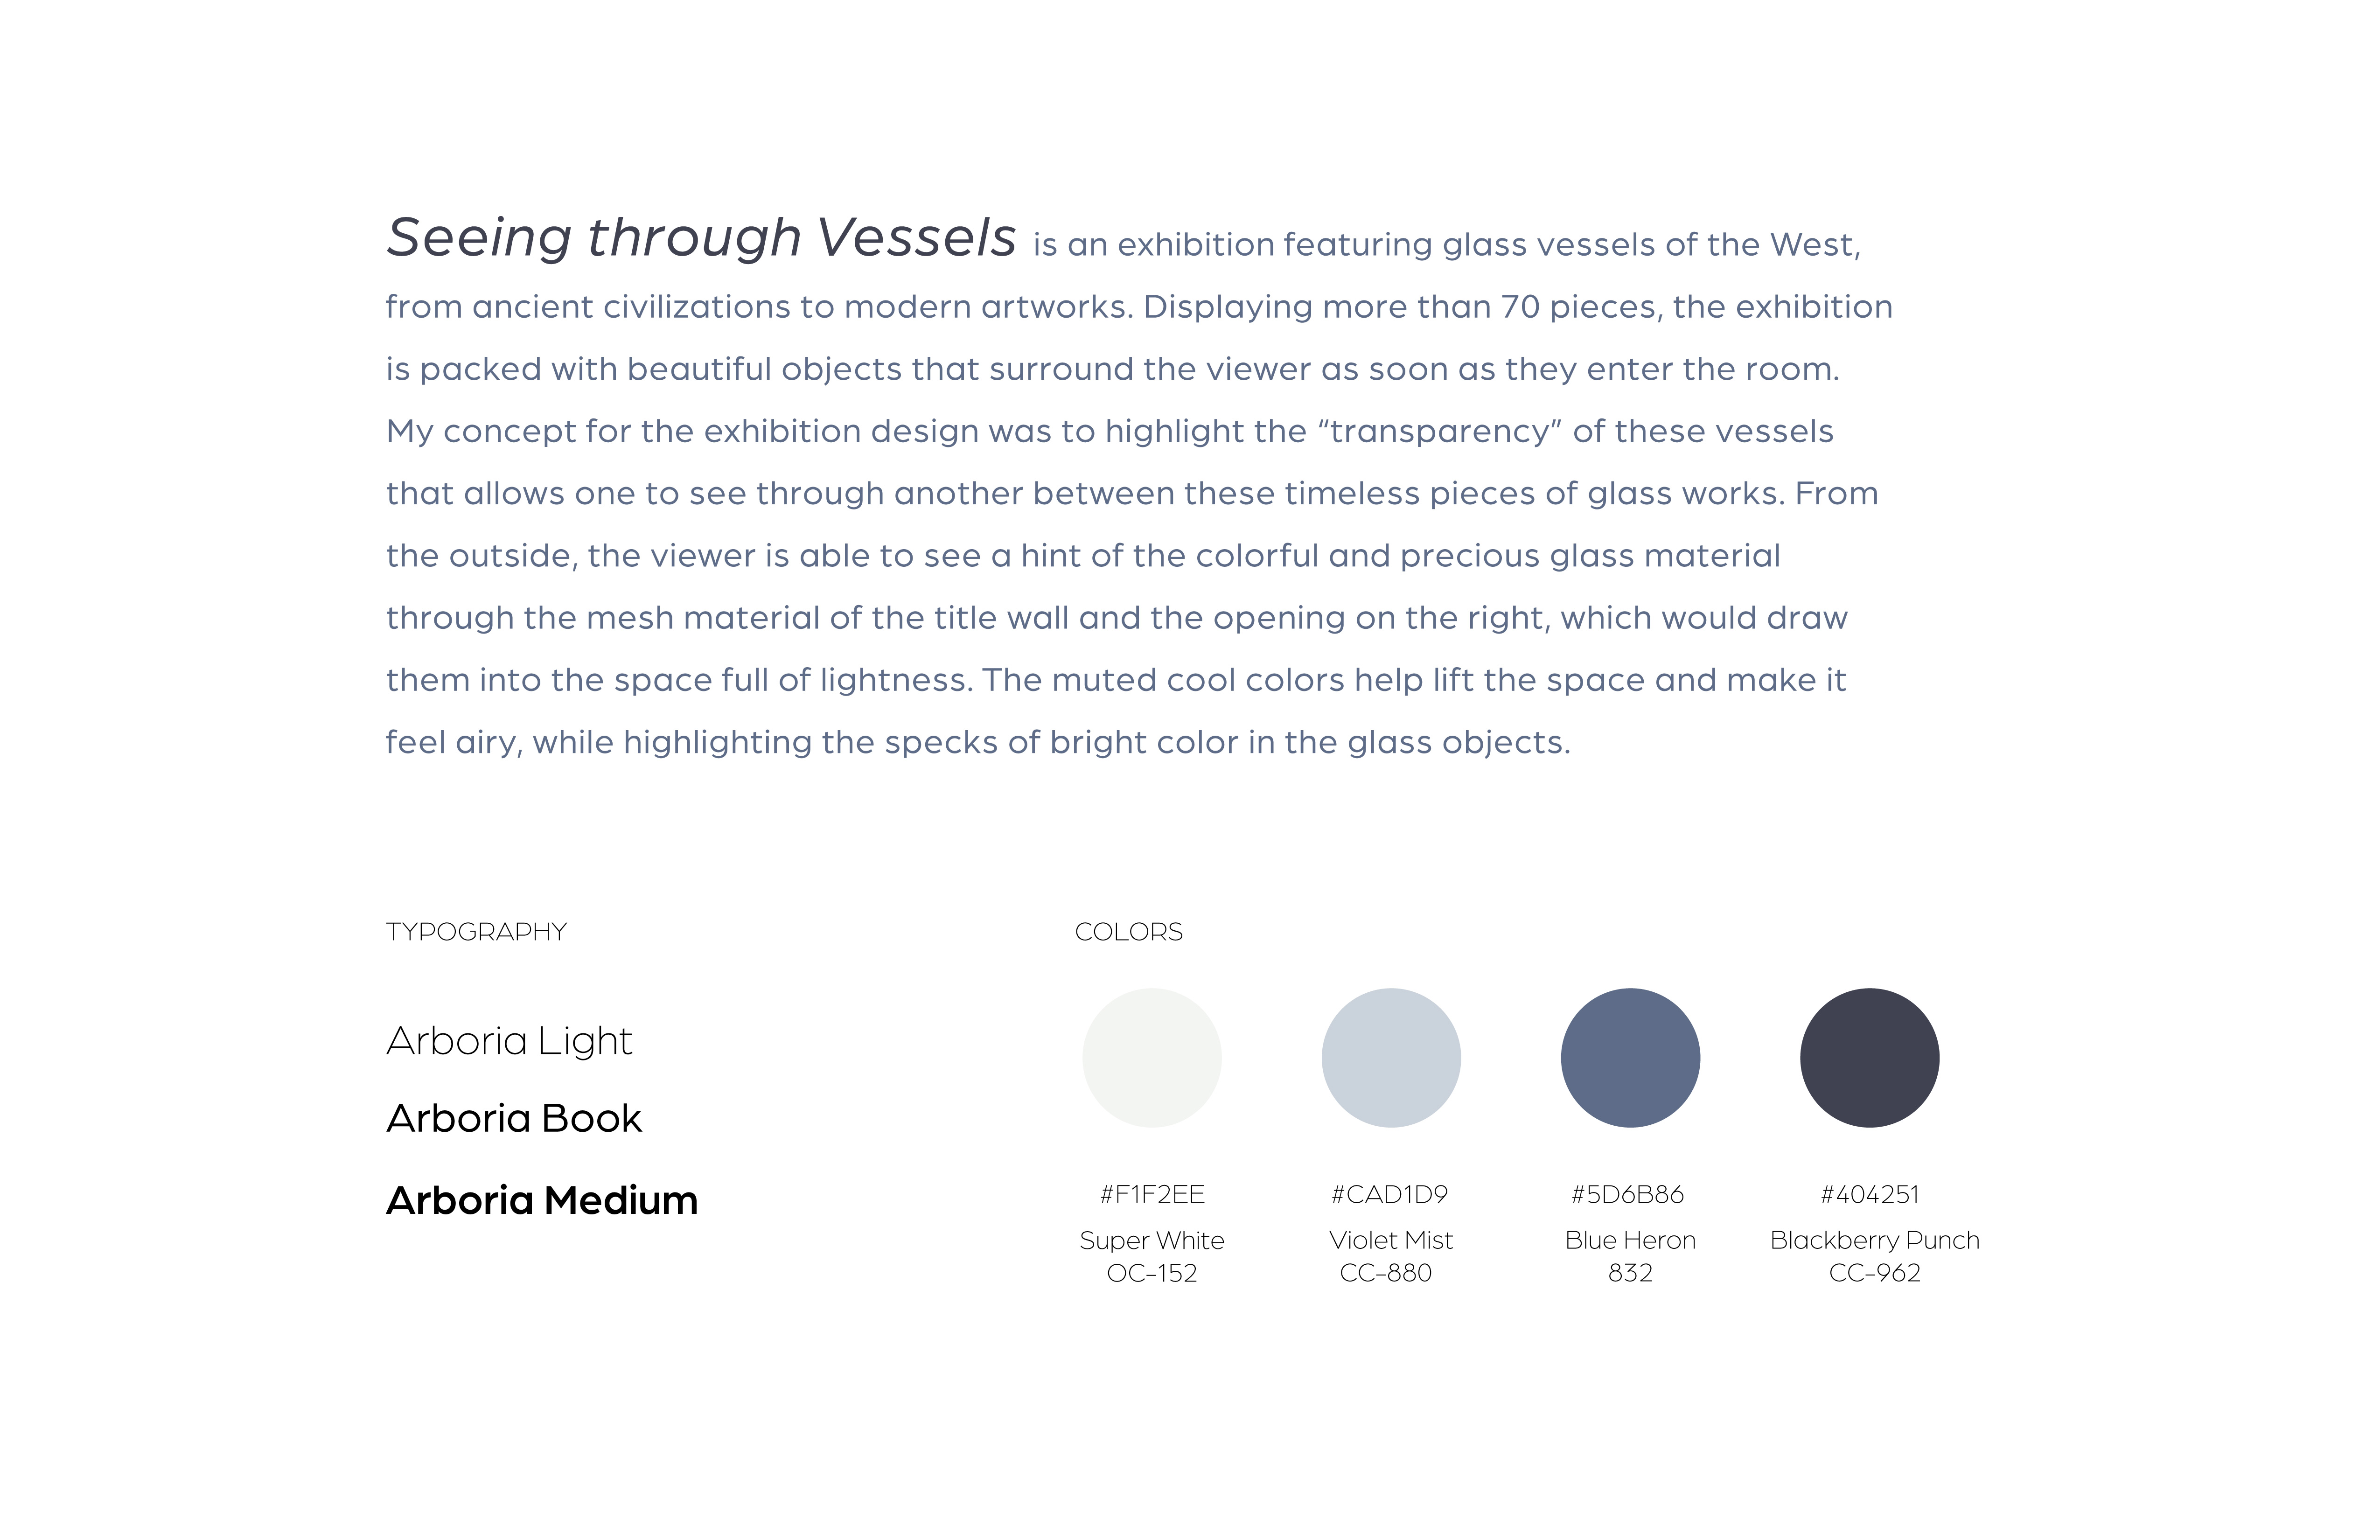 Seeing through Vessels is an exhibition featuring glass vessels of the West,
from ancient civilizations to modern artworks. Displaying more than 70 pieces, the exhibition
is packed with beautiful objects that surround the viewer as soon as they enter the room.
My concept for the exhibition design was to highlight the “transparency” of these vessels
that allows one to see through another between these timeless pieces of glass works. From
the outside, the viewer is able to see a hint of the colorful and precious glass material
through the mesh material of the title wall and the opening on the right, which would draw
them into the space full of lightness. The muted cool colors help lift the space and make it
feel airy, while highlighting the specks of bright color in the glass objects.
TYPOGRAPHY
Arboria Light
Arboria Book
Arboria Medium
COLORS
#F1F2EE
Super White
OC-152
#CAD1D9
Violet Mist
CC-880
#5D6B86
Blue Heron
832
#404251
Blackberry Punch
CC-962